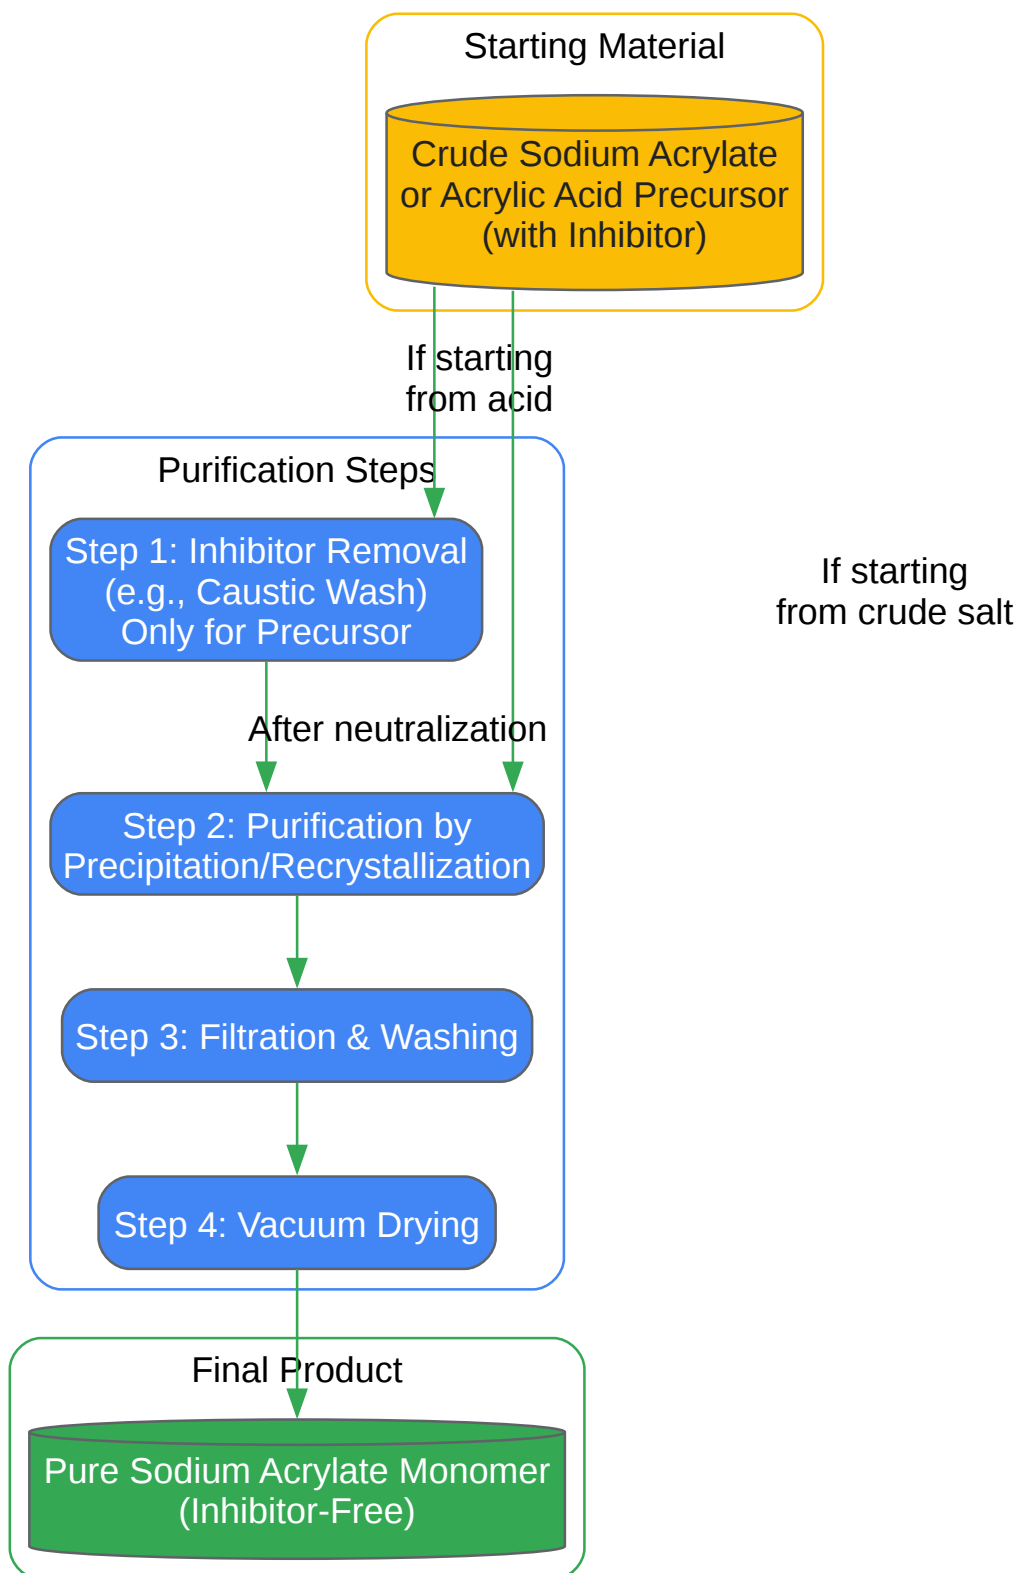 Starting Material
Crude Sodium Acrylate
or Acrylic Acid Precursor
(with Inhibitor)
If starting
from acid
Purification Steps
Step 1: Inhibitor Removal
(e.g., Caustic Wash)
Only for Precursor
If starting
from crude salt
After neutralization
Step 2: Purification by
Precipitation/Recrystallization
Step 3: Filtration & Washing
Step 4: Vacuum Drying
Final Product
Pure Sodium Acrylate Monomer
(Inhibitor-Free)